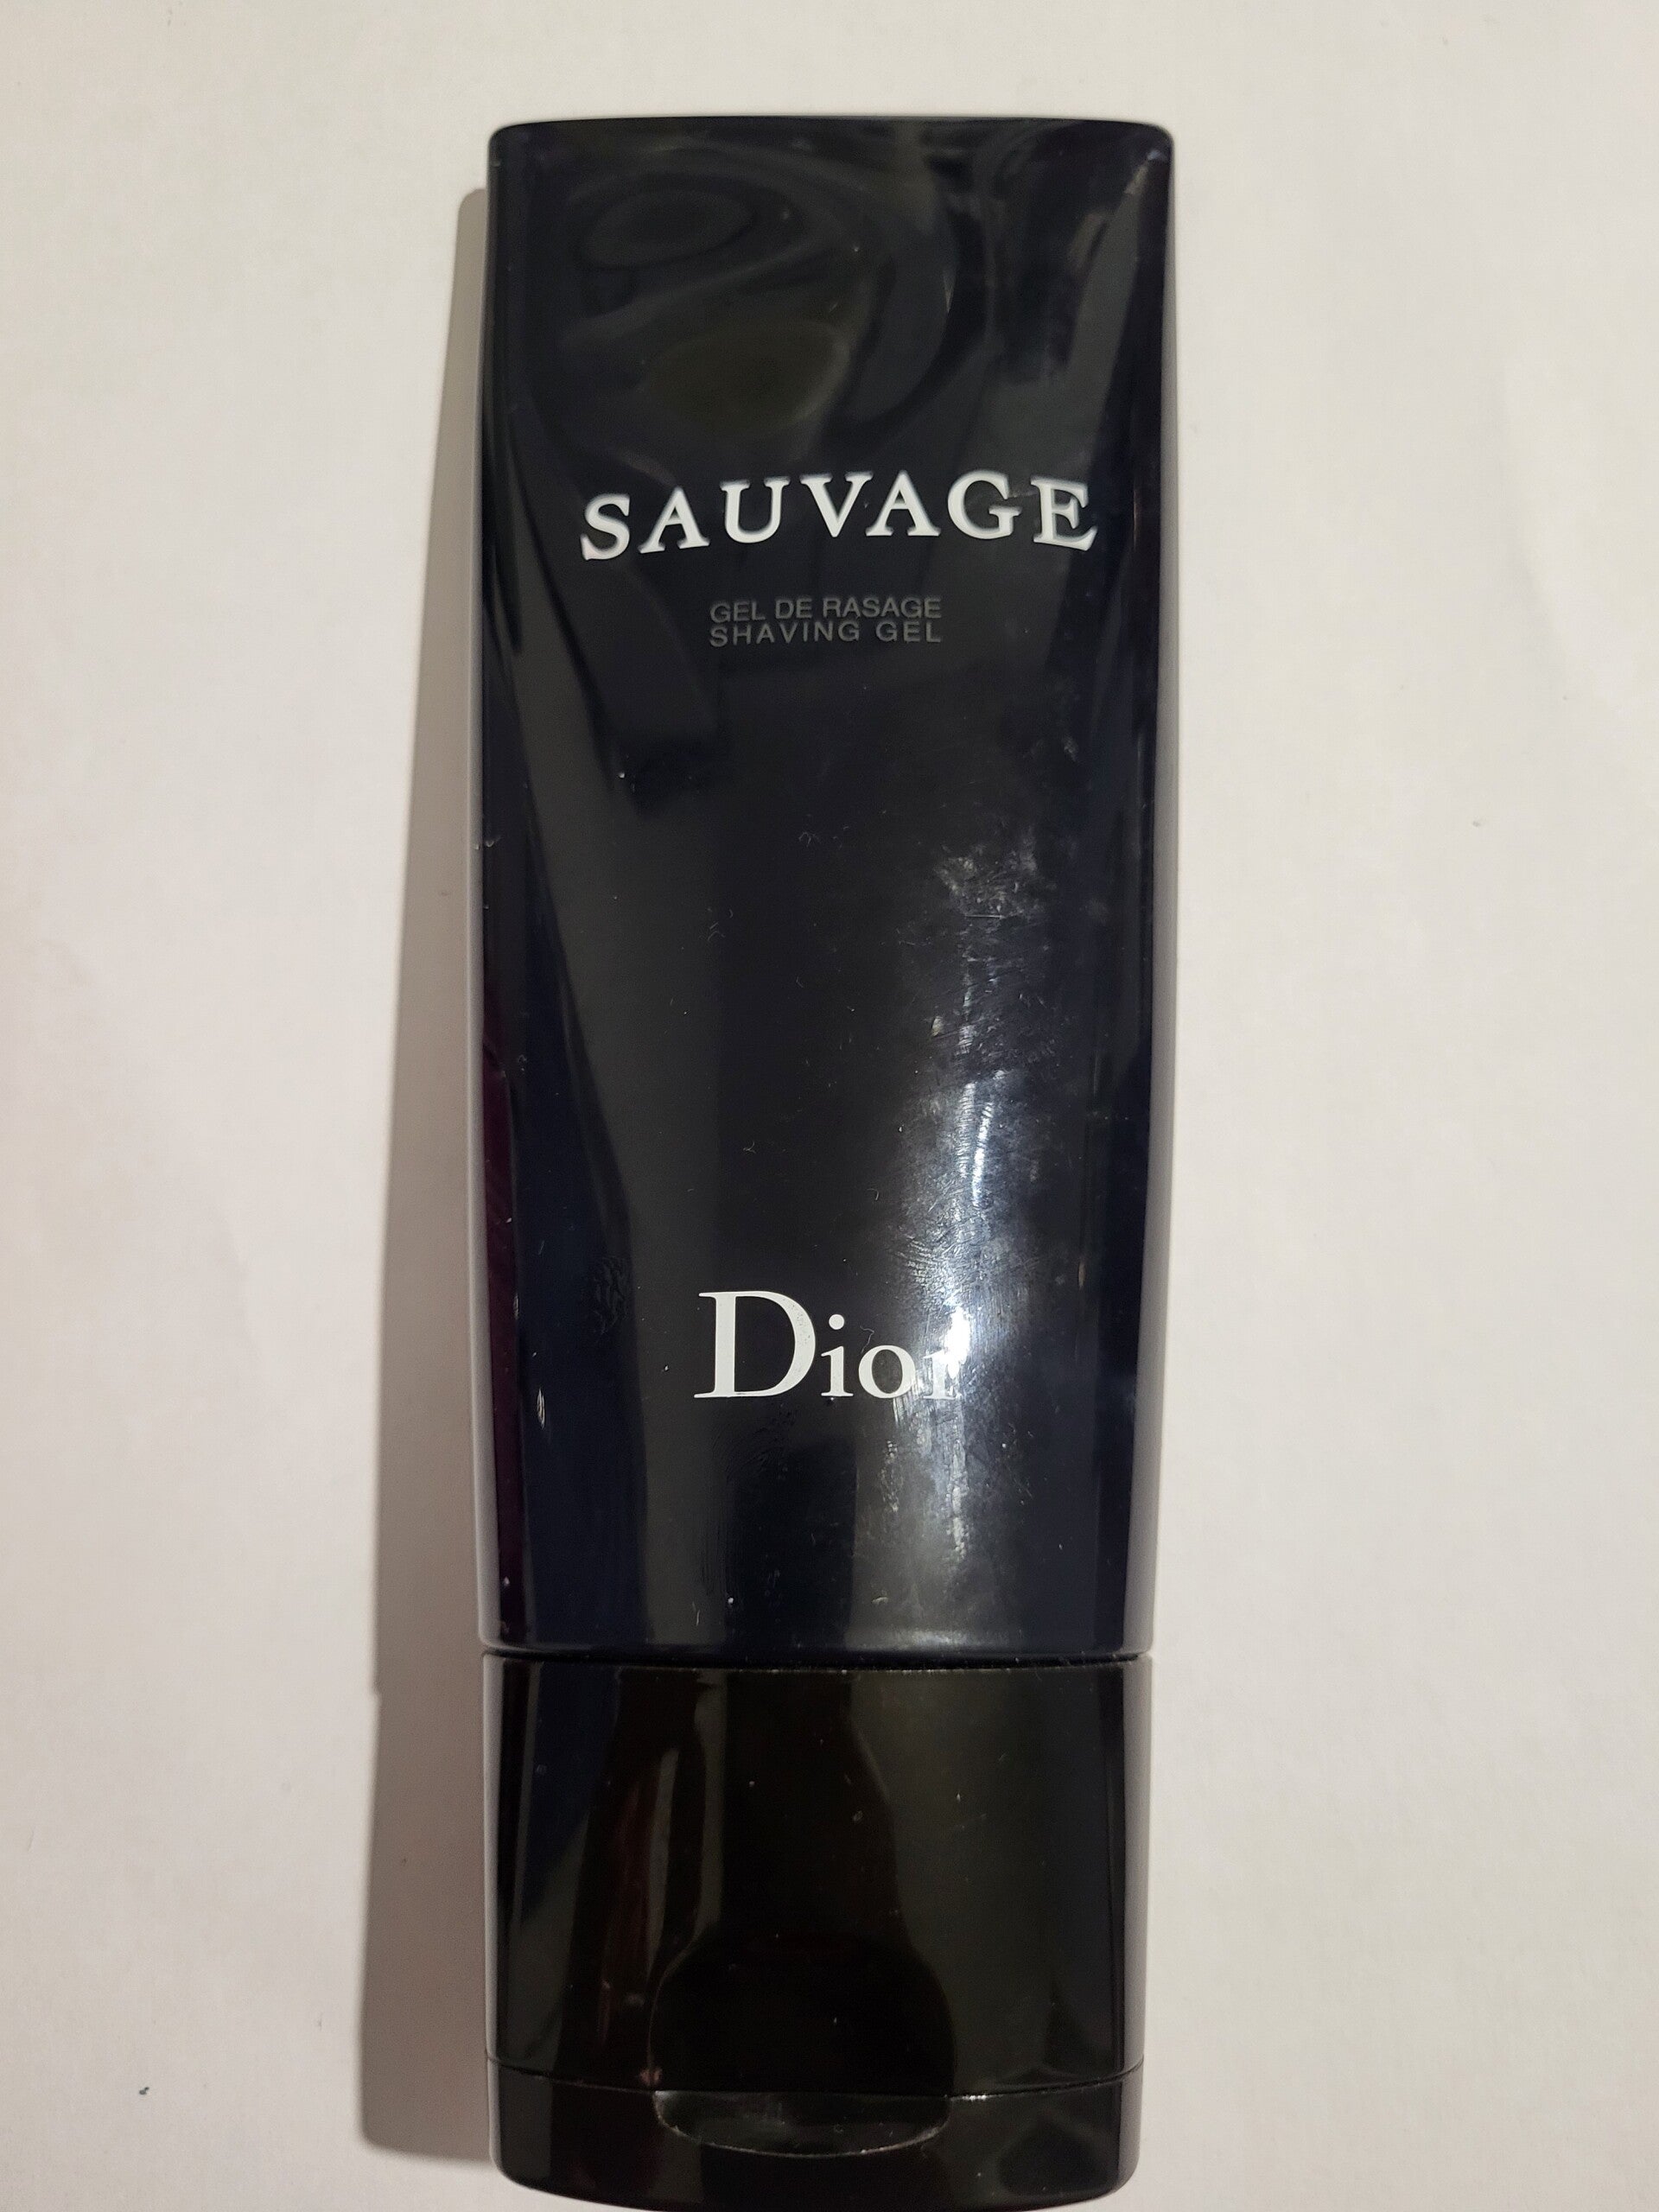 SAUVAGE
GEL DE RASAGE
SHAVING GEL
Dior